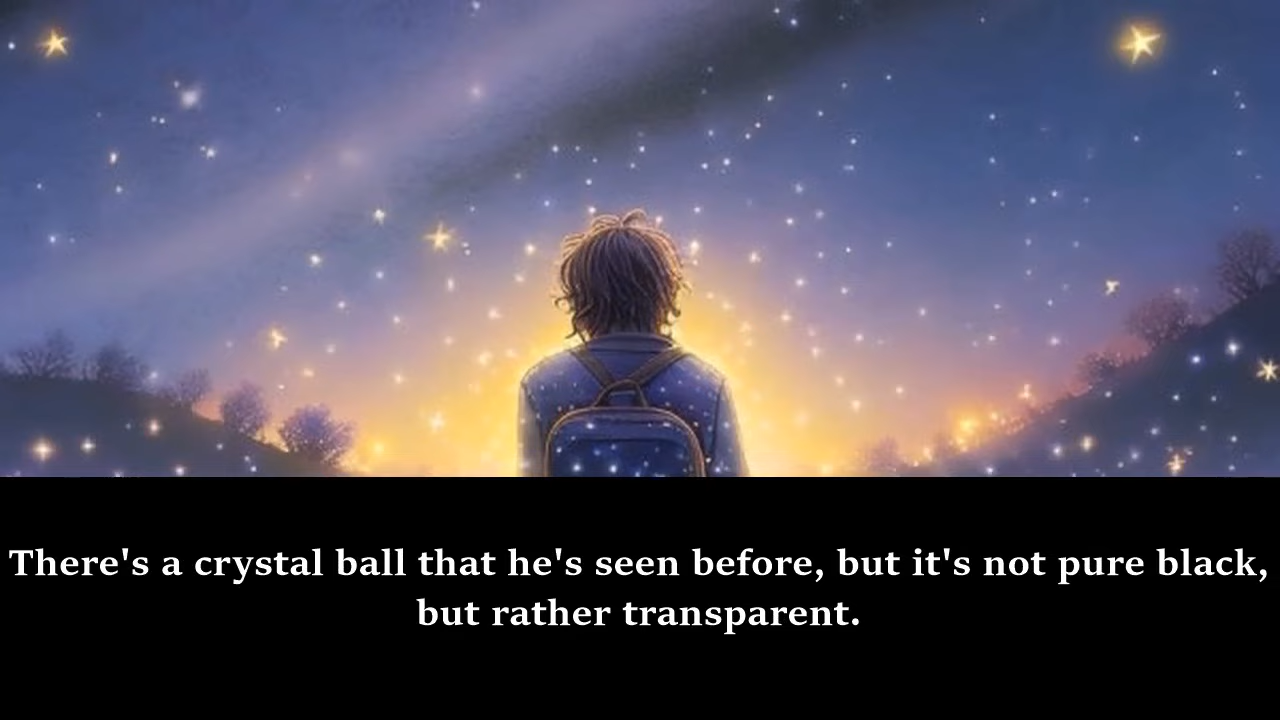 There's a crystal ball that he's seen before, but it's not pure black,
but rather transparent.